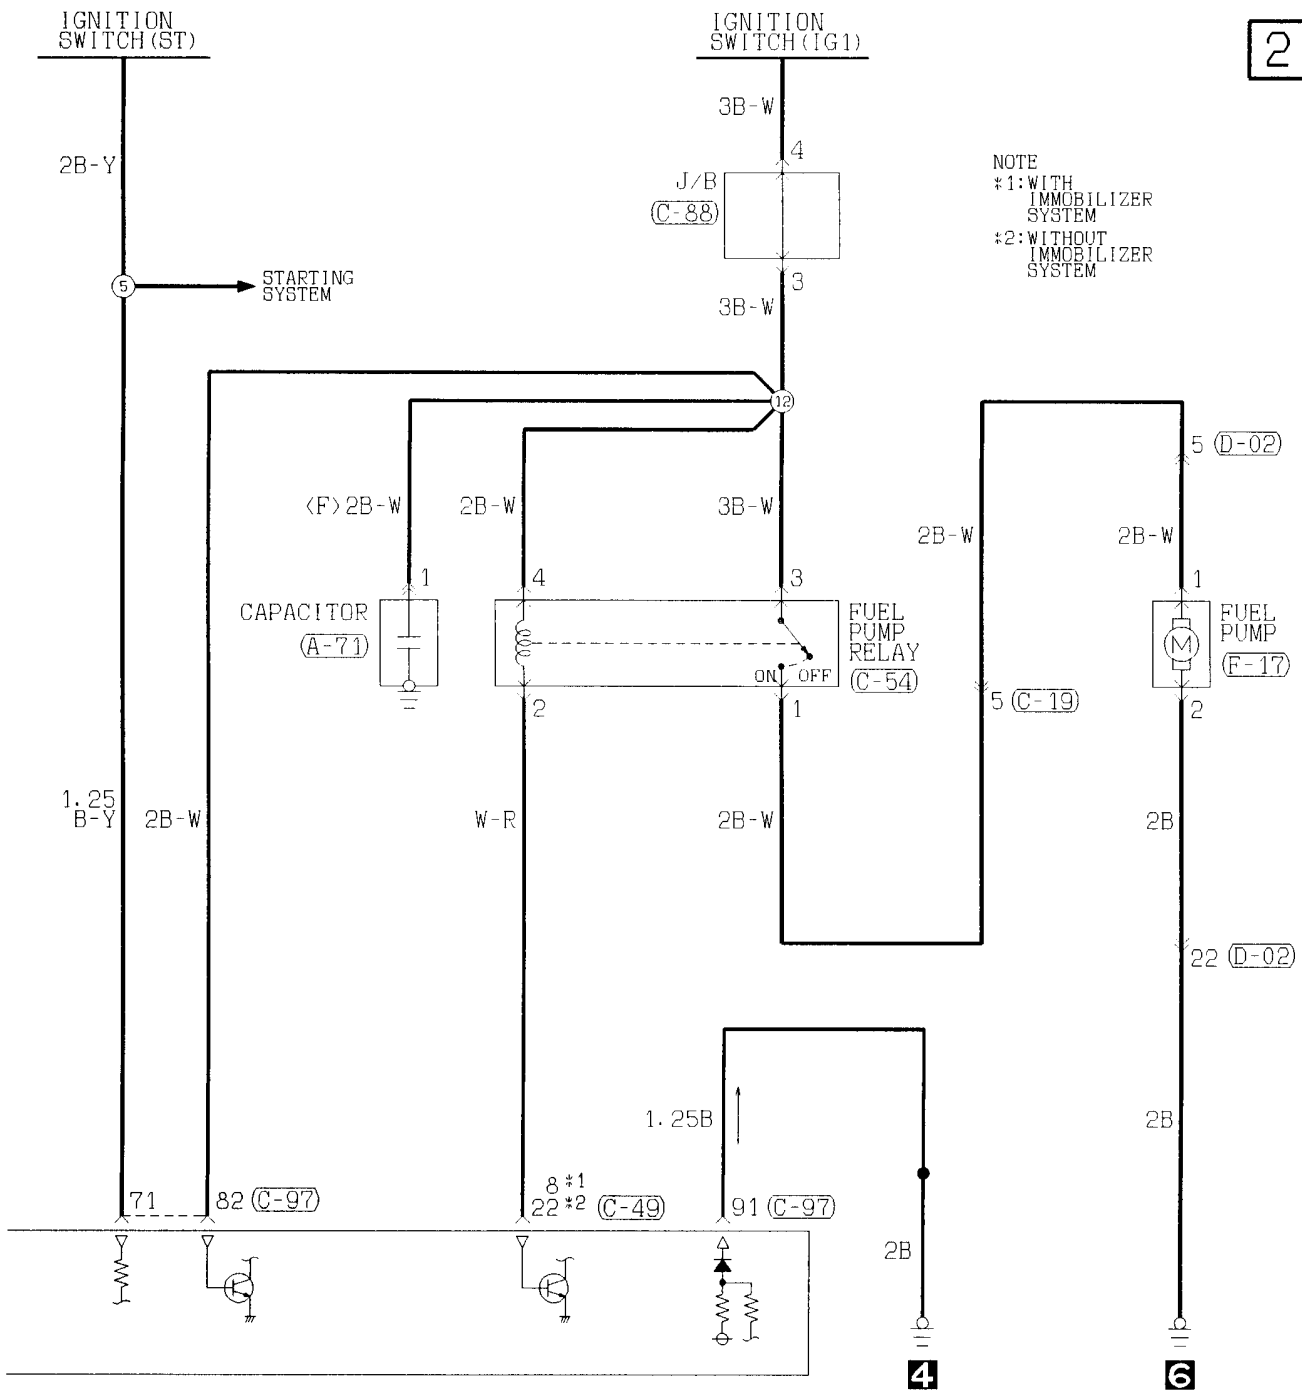 IGNITION
SWITCH(ST)
IGNITION
SWITCH(IG1)
2
3B-W
4
2B-Y
J/B
(C-88)
NOTE
*1:WITH
IMMOBILIZER
SYSTEM
*2:WITHOUT
IMMOBILIZER
SYSTEM
5
STARTING
SYSTEM
3
3B-W
12
5 (D-02)
<F>2B-W
2B-W
3B-W
2B-W
2B-W
1
4
3
1
CAPACITOR
(A-71)
FUEL
PUMP
RELAY
(C-54)
ON
OFF
FUEL
PUMP
(F-17)
M
2
1
5 (C-19)
2
1.25
B-Y
2B-W
W-R
2B-W
2B
22 (D-02)
1.25B
2B
71
82 (C-97)
8 *1
22 *2 (C-49)
91 (C-97)
2B
4
6